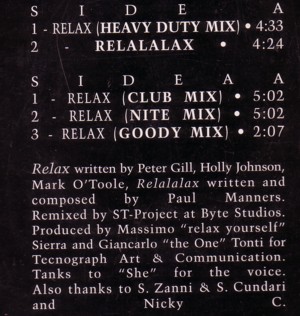 S I D E A
1 - RELAX (HEAVY DUTY MIX) • 4:33
2 - RELALALAX • 4:24
S I D E A A
1 - RELAX (CLUB MIX) • 5:02
2 - RELAX (NITE MIX) • 5:02
3 - RELAX (GOODY MIX) • 2:07
Relax written by Peter Gill, Holly Johnson,
Mark O'Toole, Relalalax written and
composed by Paul Manners.
Remixed by ST-Project at Byte Studios.
Produced by Massimo "relax yourself"
Sierra and Giancarlo "the One" Tonti for
Tecnograph Art & Communication.
Tanks to "She" for the voice.
Also thanks to S. Zanni & S. Cundari
and Nicky C.